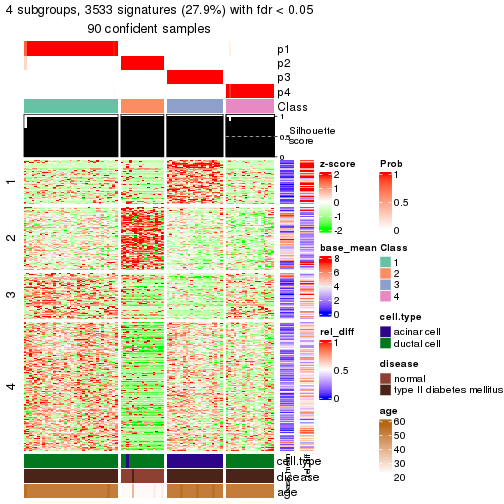 4 subgroups, 3533 signatures (27.9%) with fdr < 0.05
90 confident samples
p1
p2
p3
p4
Class
1
0.5
0
Silhouette
score
1
2
3
4
z-score
2
1
0
-1
-2
base_mean
8
6
4
2
0
rel_diff
1
0.5
0
Prob
1
0.5
0
Class
1
2
3
4
cell.type
acinar cell
ductal cell
disease
normal
type II diabetes mellitus
age
60
50
40
30
20
cell.type
disease
age